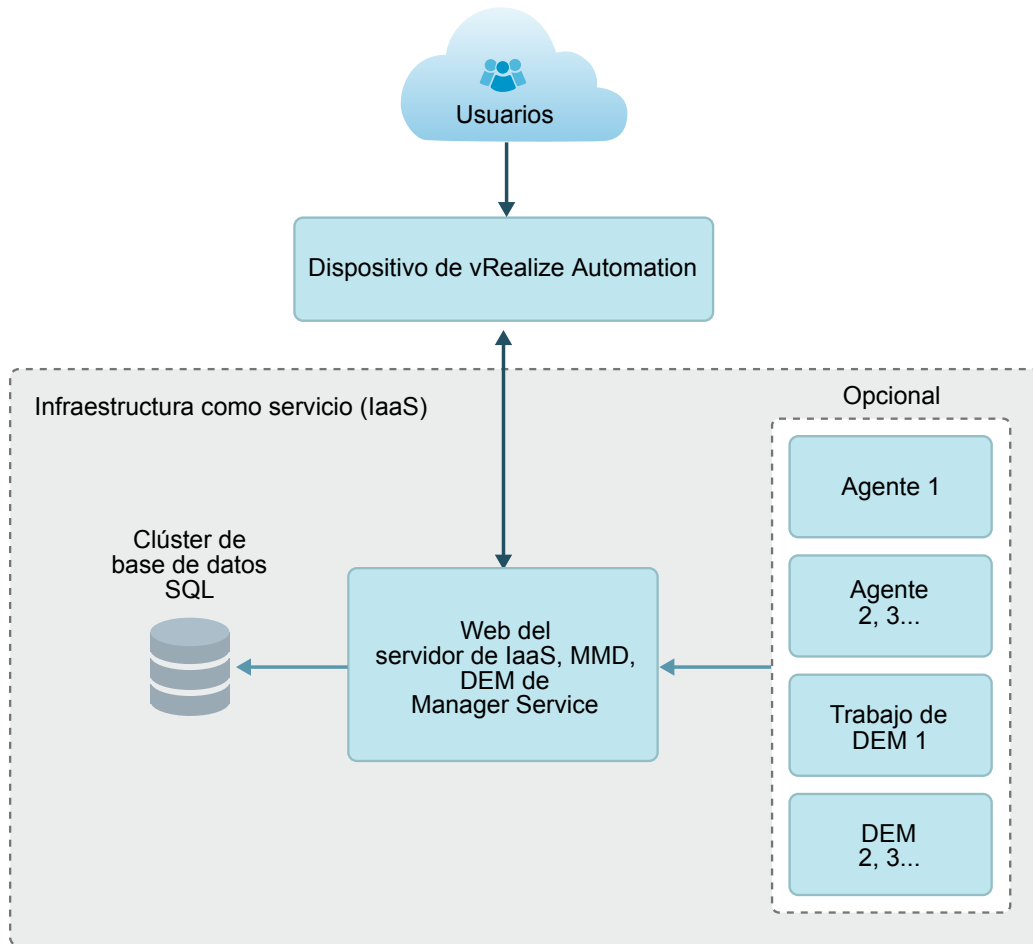 Usuarios
Dispositivo de vRealize Automation
Infraestructura como servicio (IaaS)
Opcional
Agente 1
Agente
2, 3...
Trabajo de
DEM 1
DEM
2, 3...
Clúster de
base de datos
SQL
Web del
servidor de IaaS, MMD,
DEM de
Manager Service